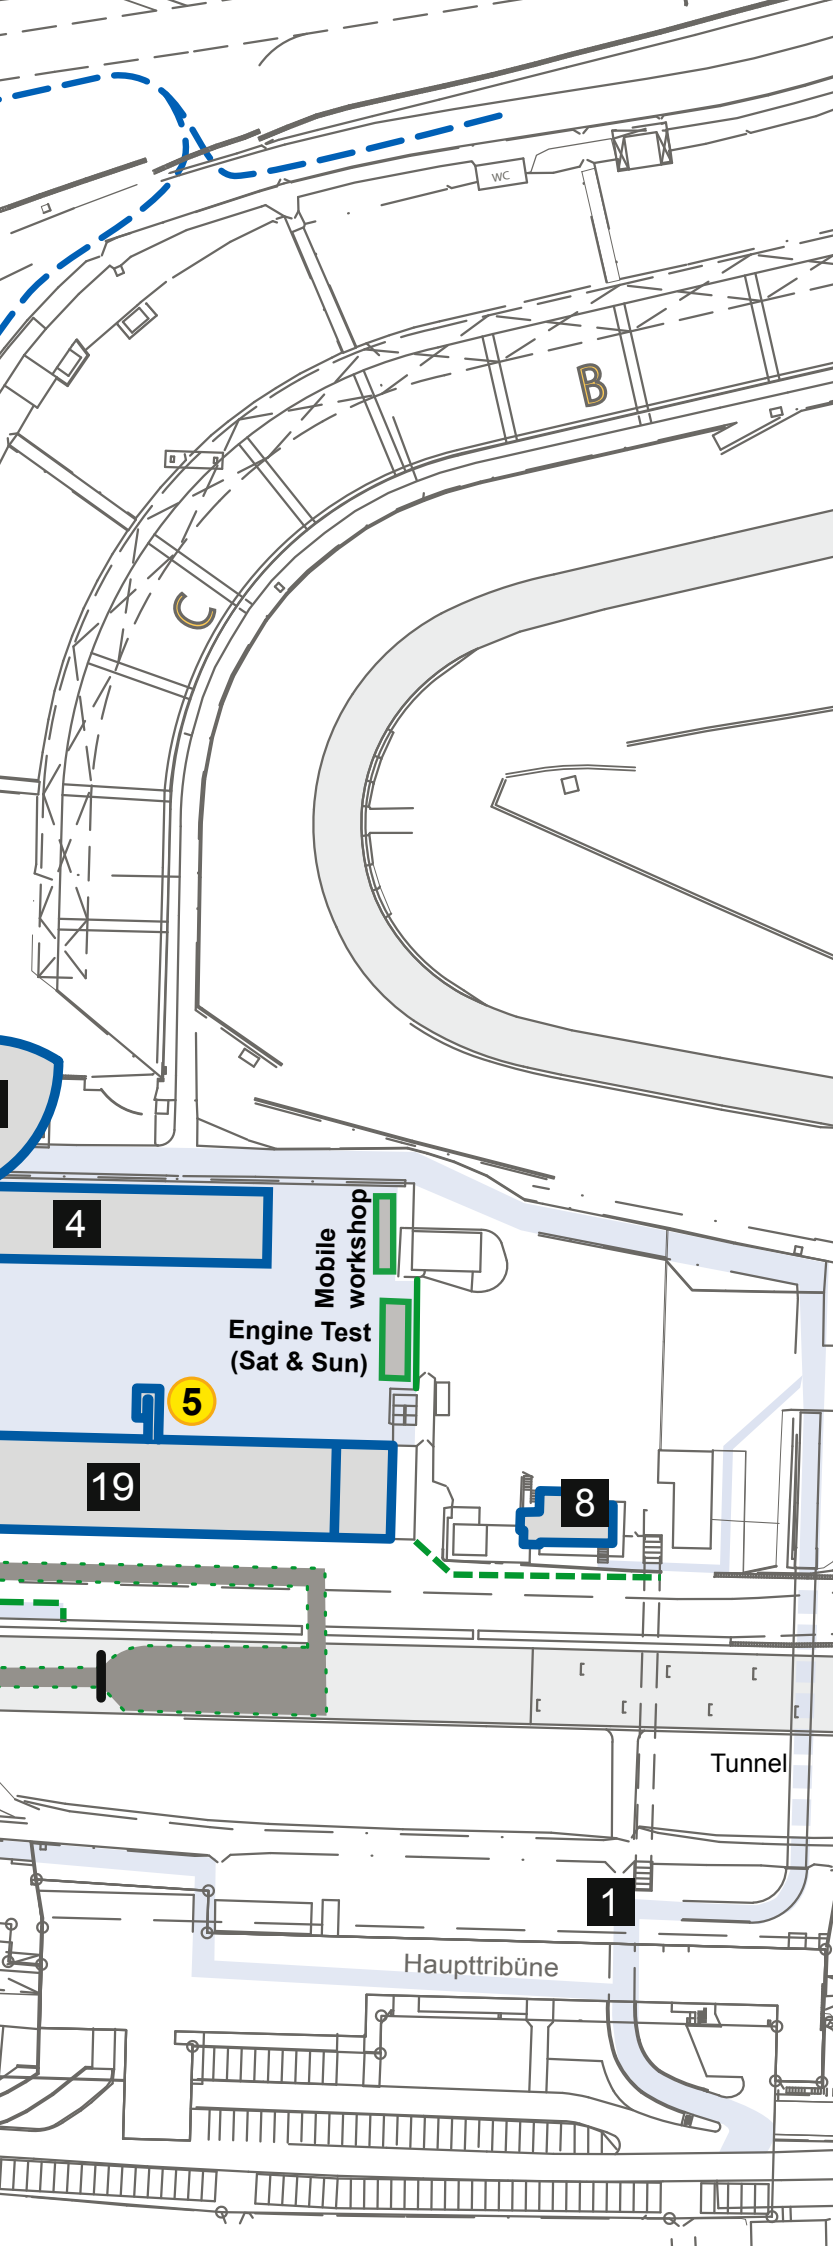 WC
B
C
4
Mobile
workshop
Engine Test
(Sat & Sun)
5
19
8
Tunnel
1
Haupttribüne